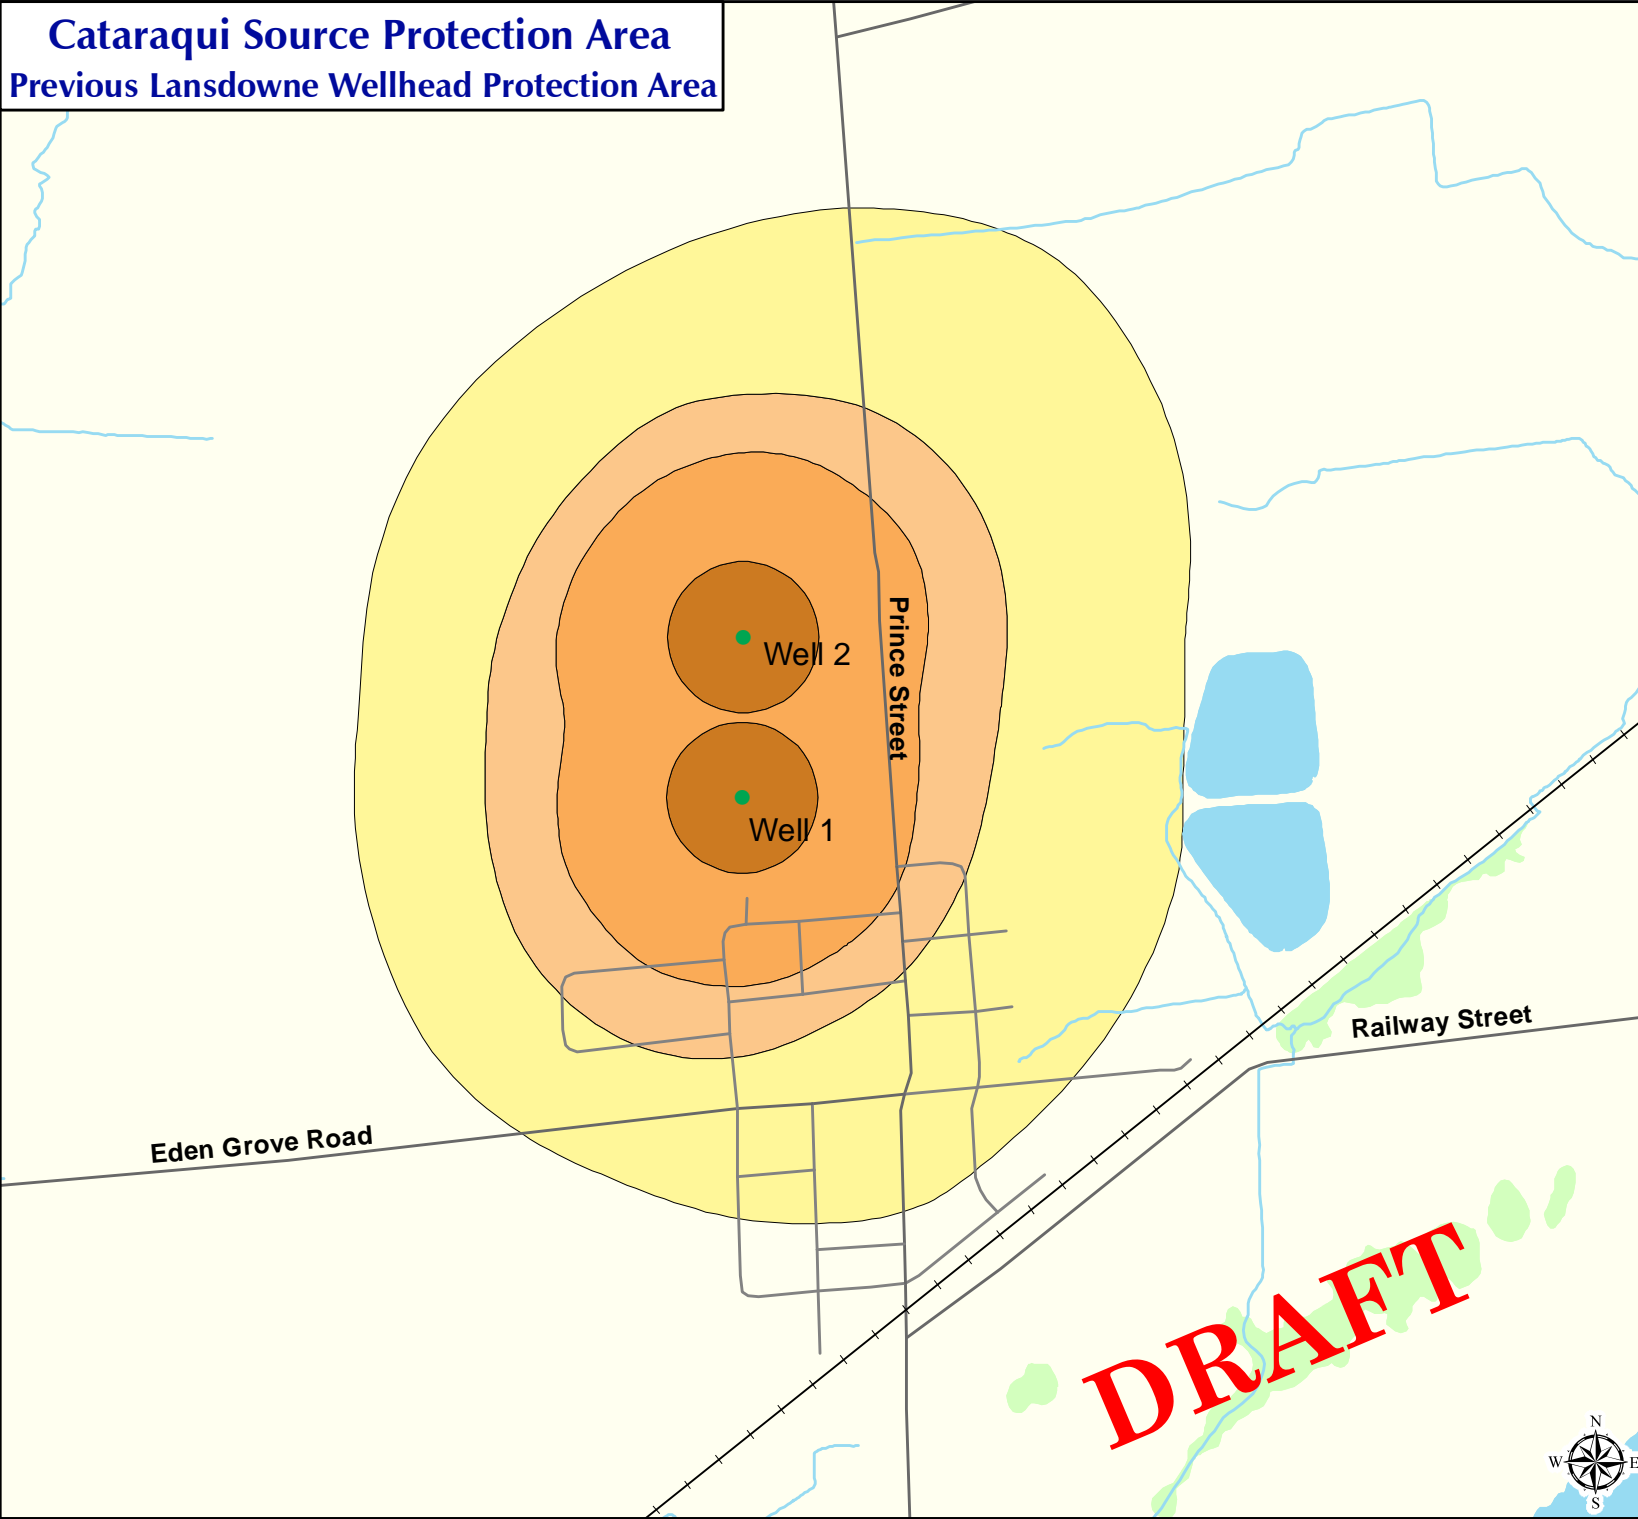 Cataraqui Source Protection Area
Previous Lansdowne Wellhead Protection Area
Prince Street
Well 2
Well 1
Railway Street
Eden Grove Road
DRAFT
N
W E
S